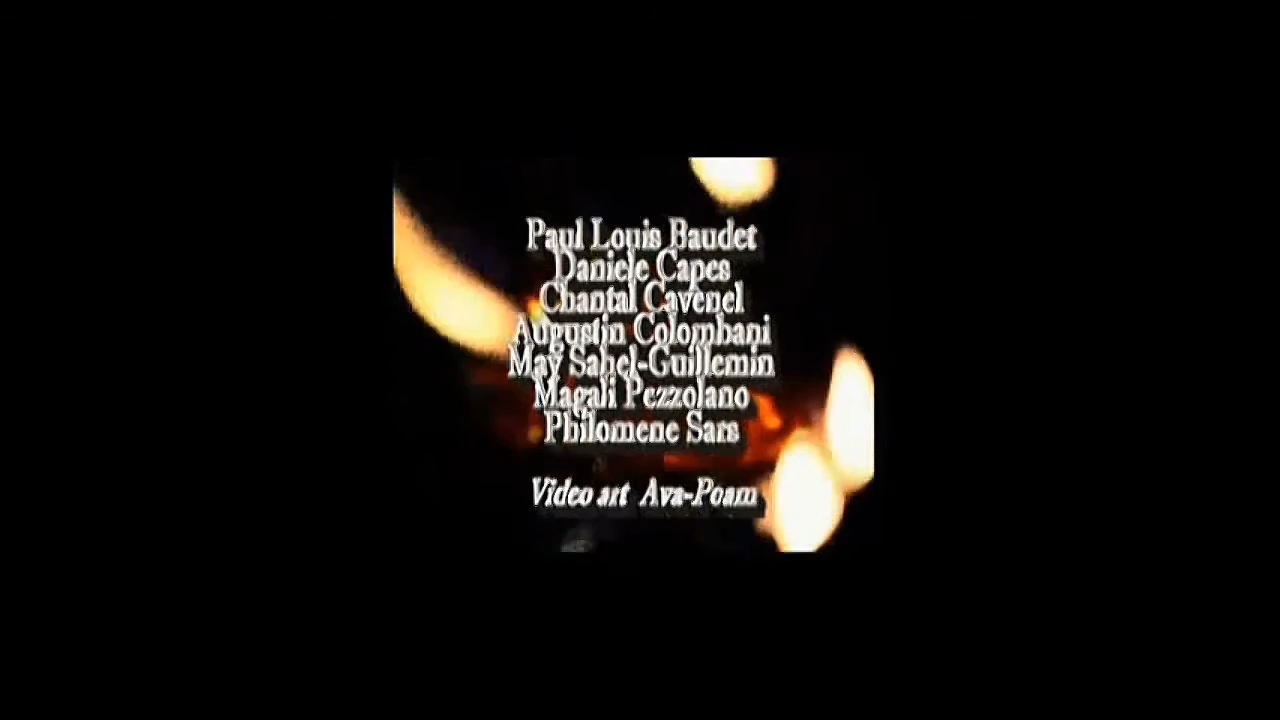 Paul Louis Baudet
Daniele Capes
Chantal Cavenel
Augustin Colombani
May Sahel-Guillemin
Magali Pezzolano
Philomene Sars
Video art Ava-Poam